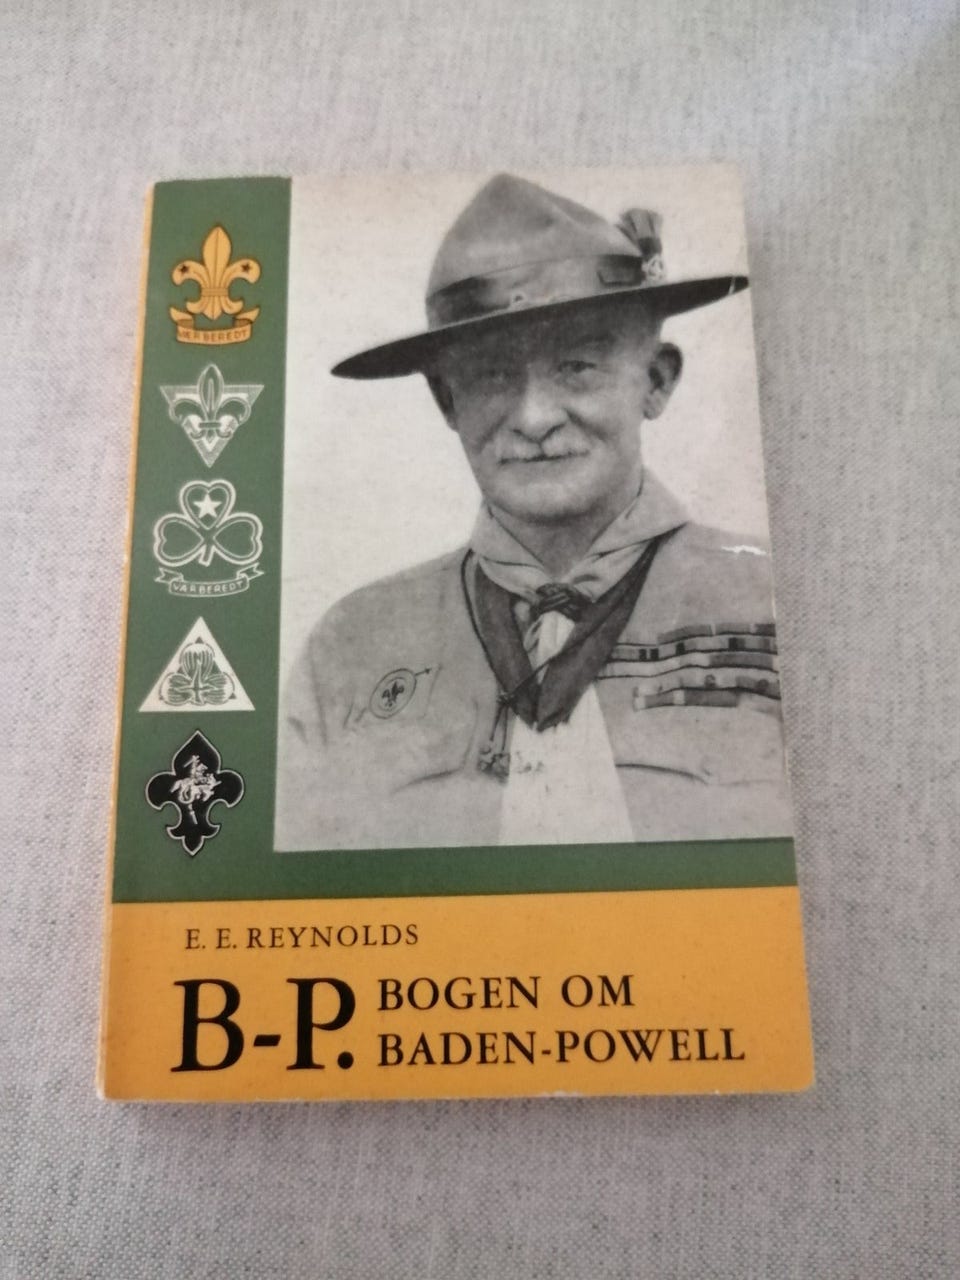 VÆR BEREDT
VÆR BEREDT
E. E. REYNOLDS
B-P. BOGEN OM
BADEN-POWELL